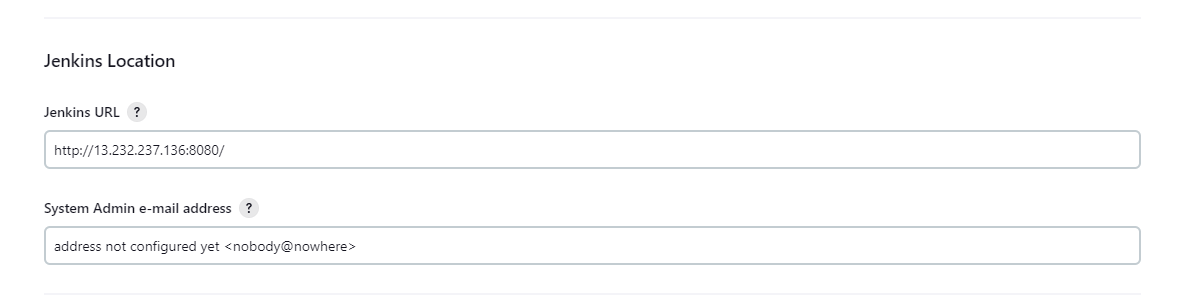 Jenkins Location
Jenkins URL ?
http://13.232.237.136:8080/
System Admin e-mail address ?
address not configured yet <nobody@nowhere>